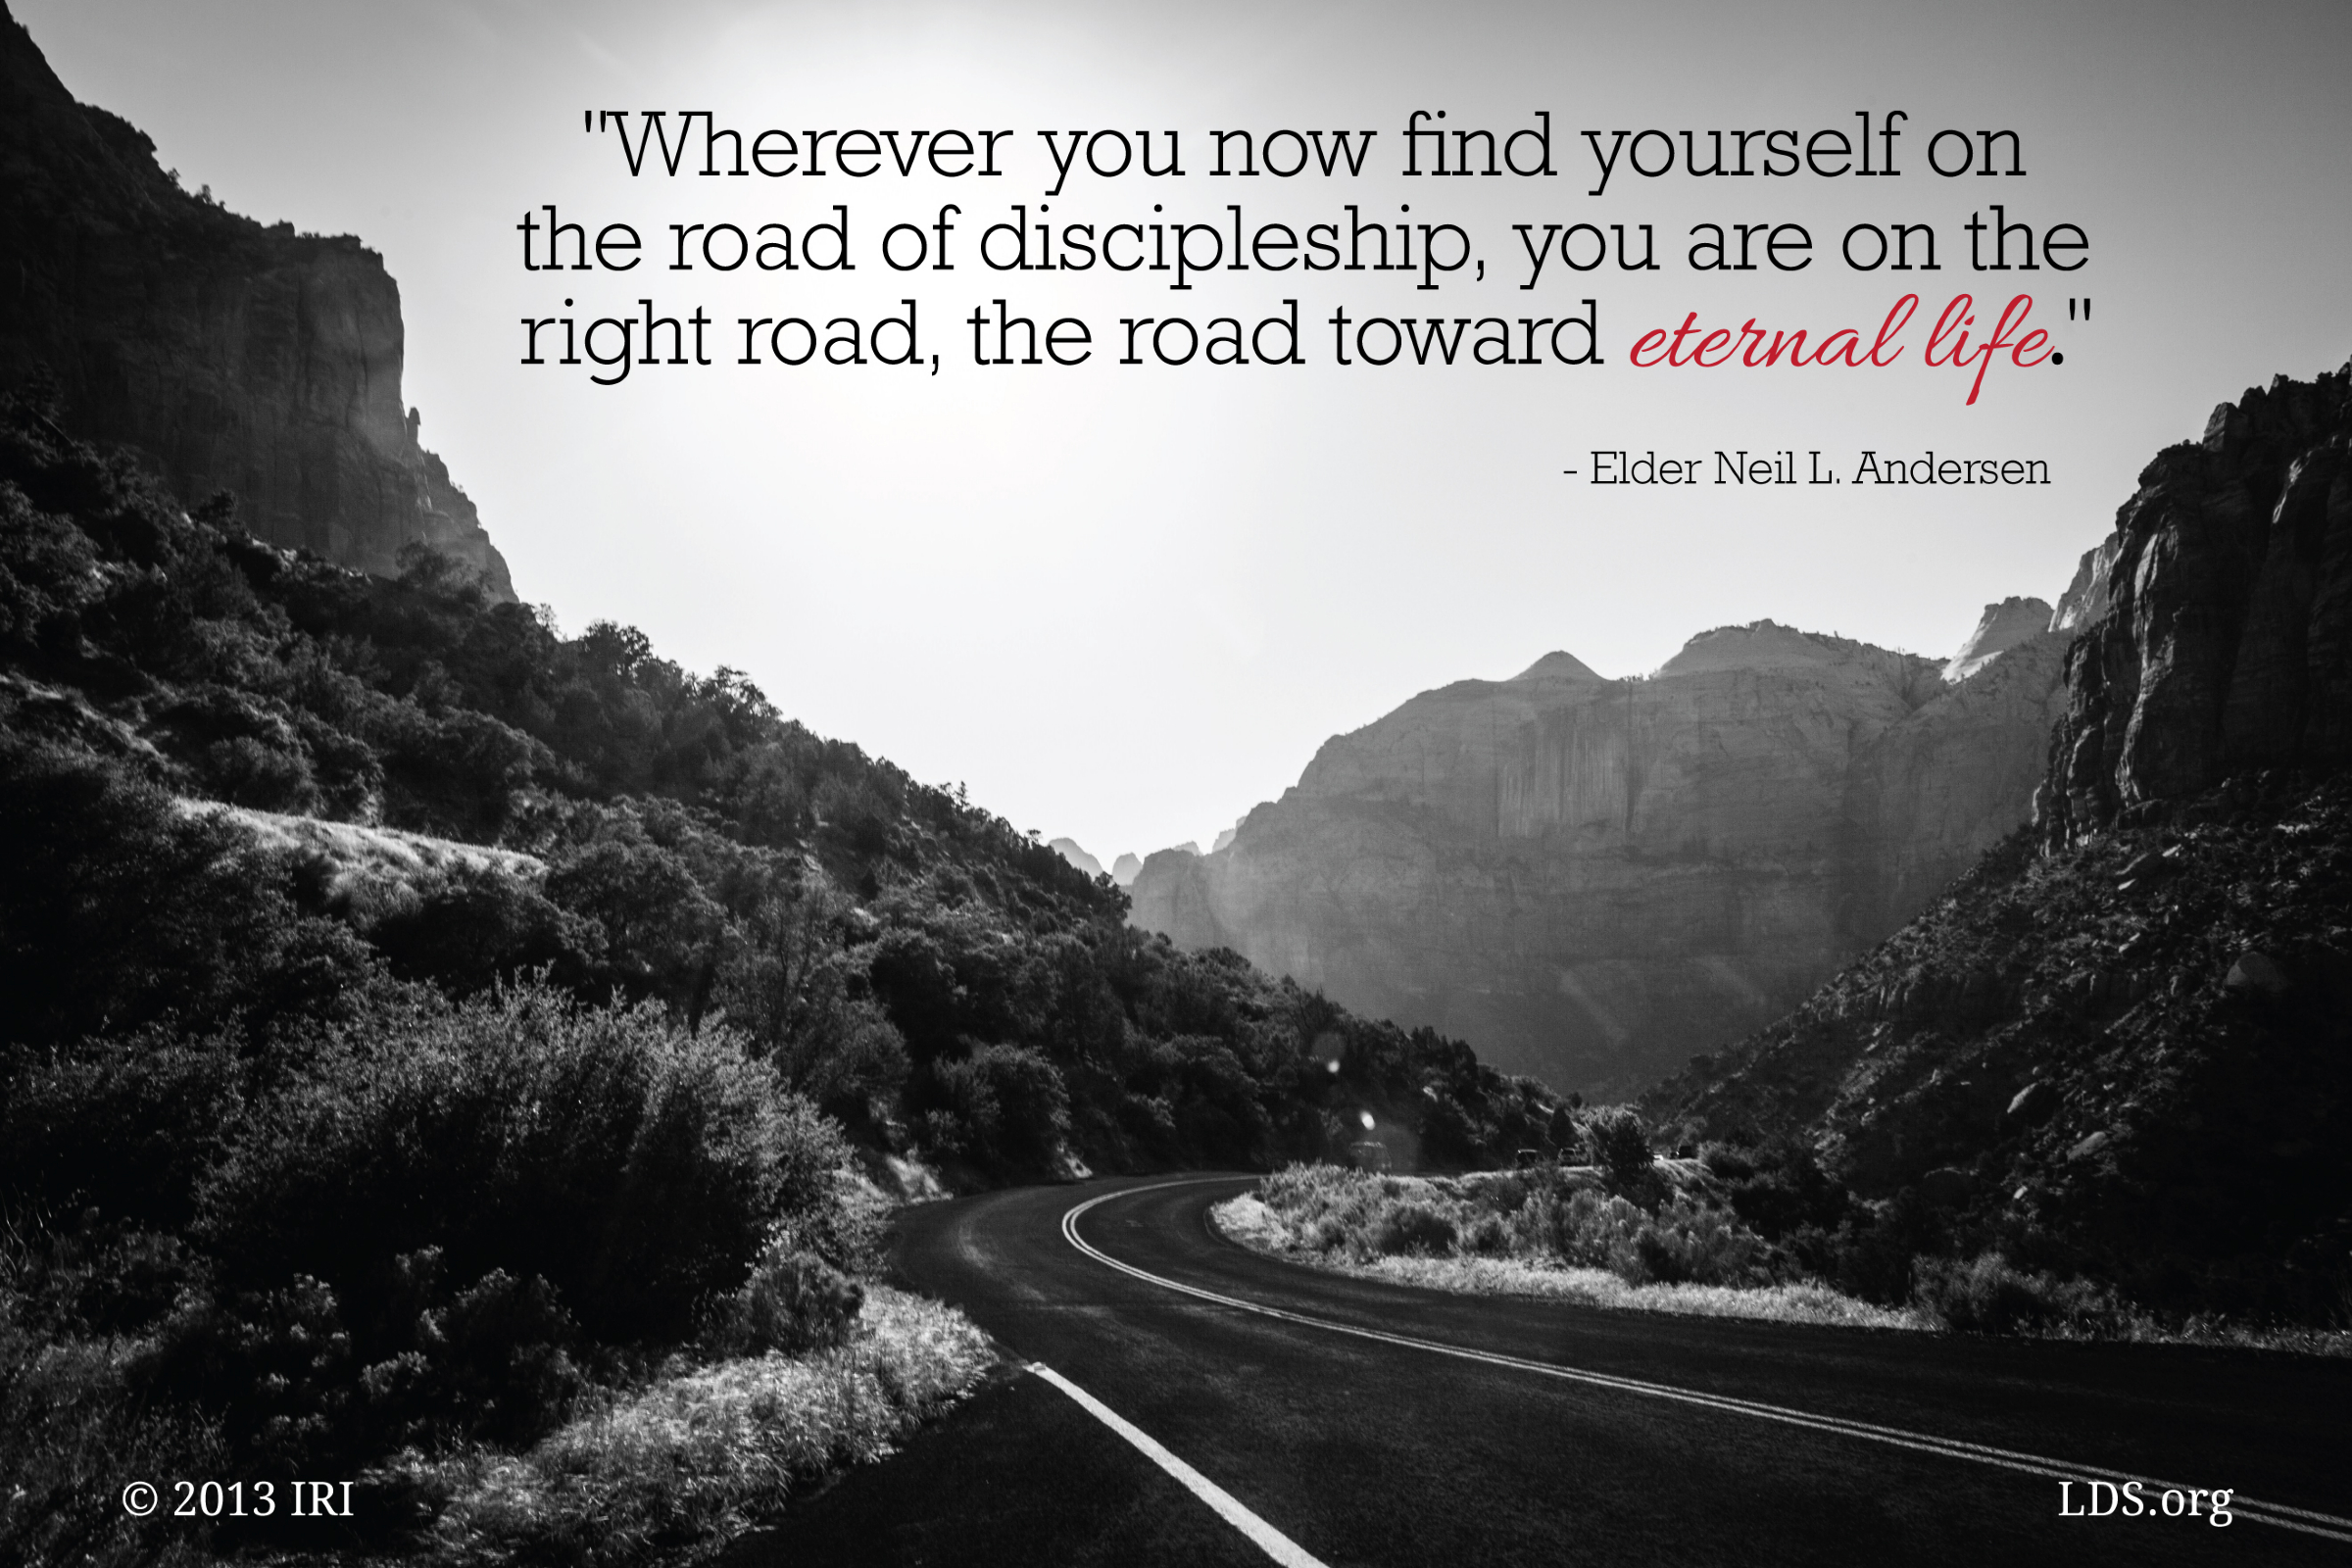 "Wherever you now find yourself on
the road of discipleship, you are on the
right road, the road toward eternal life."
- Elder Neil L. Andersen
© 2013 IRI
LDS.org